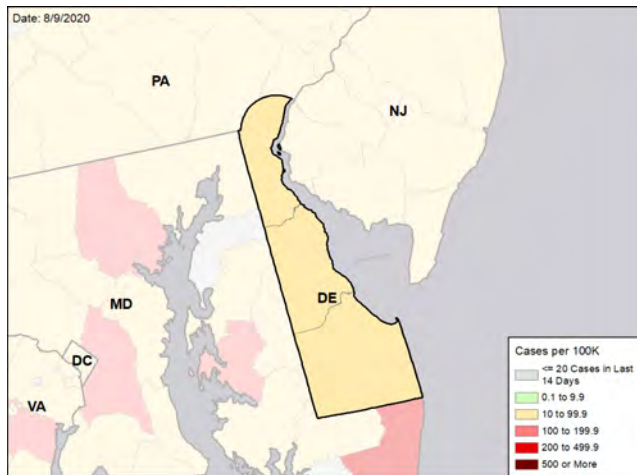 Date: 8/9/2020
PA
NJ
DE
MD
DC
VA
Cases per 100K
<= 20 Cases in Last
14 Days
0.1 to 9.9
10 to 99.9
100 to 199.9
200 to 499.9
500 or More